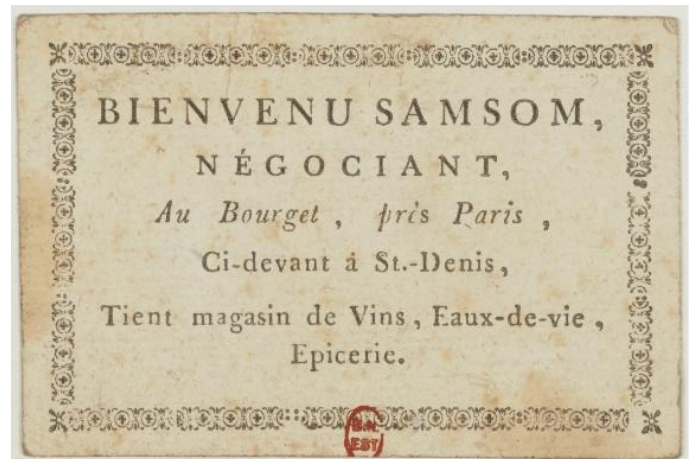 BIENVENU SAMSOM,
NÉGOCIANT,
Au Bourget, près Paris,
Ci-devant à St.-Denis,
Tient magasin de Vins, Eaux-de-vie,
Epicerie.
B.N.
EST